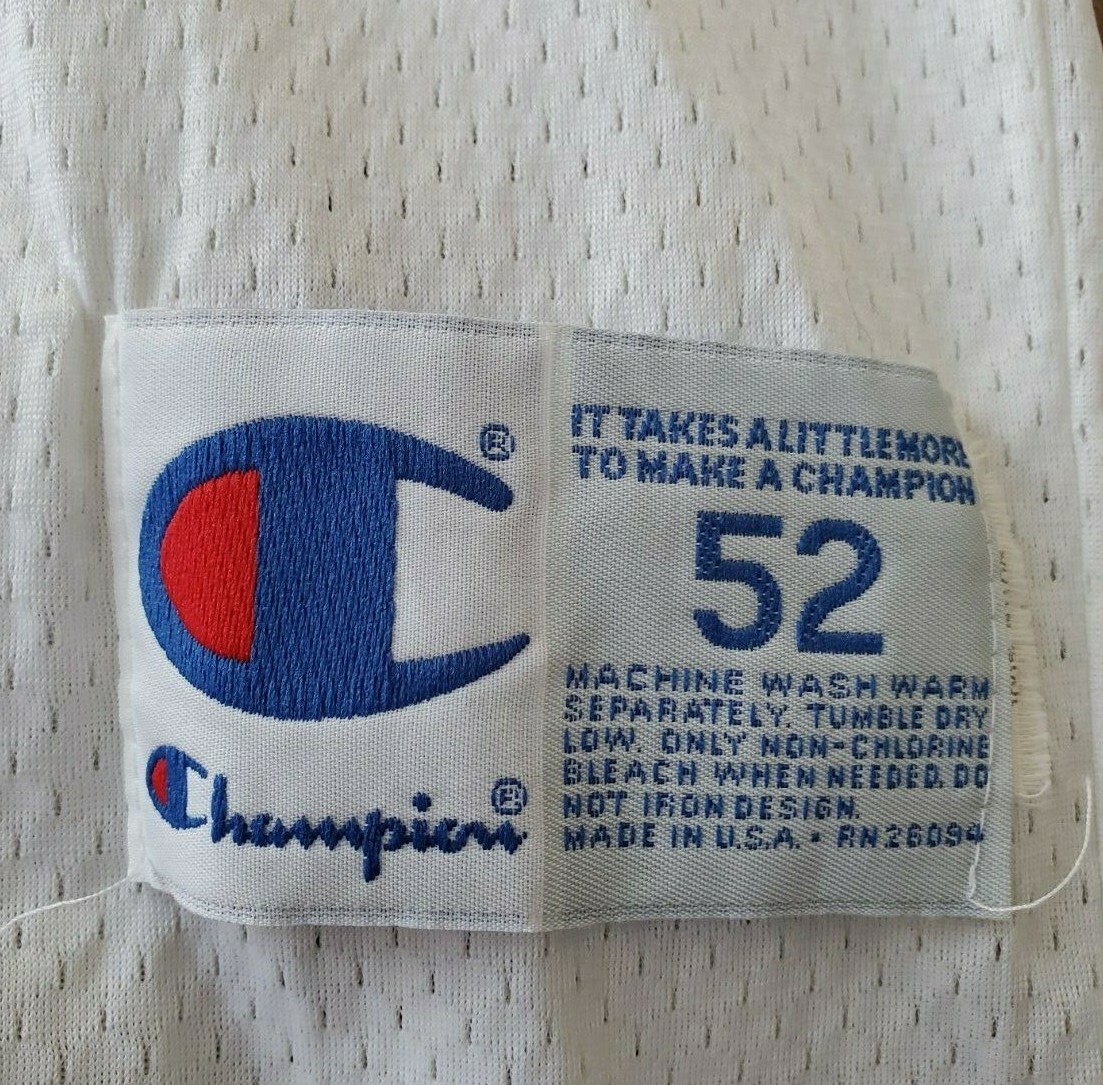 ®
Champion®
IT TAKES A LITTLE MORE
TO MAKE A CHAMPION
52
MACHINE WASH WARM
SEPARATELY. TUMBLE DRY
LOW. ONLY NON-CHLORINE
BLEACH WHEN NEEDED. DO
NOT IRON DESIGN.
MADE IN U.S.A. • RN26094